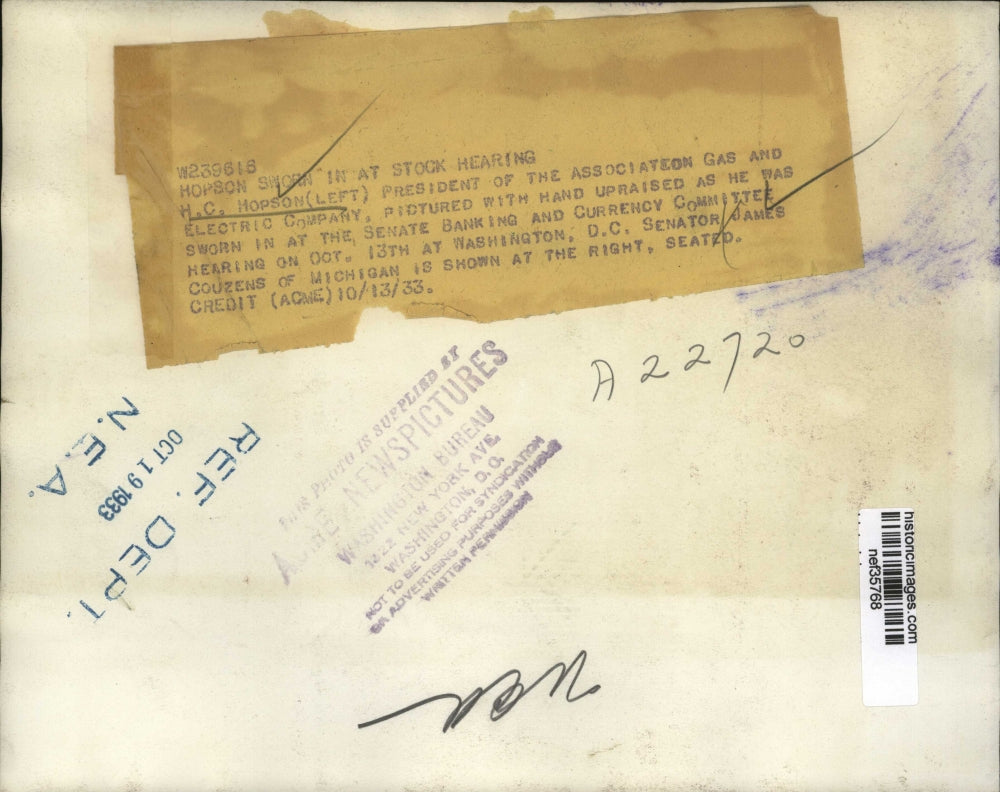 W239616
HOPSON SWORN IN AT STOCK HEARING
H.C. HOPSON(LEFT) PRESIDENT OF THE ASSOCIATEDN GAS AND
ELECTRIC COMPANY, PICTURED WITH HAND UPRAISED AS HE WAS
SWORN IN AT THE SENATE BANKING AND CURRENCY COMMITTEE
HEARING ON OCT. 13TH AT WASHINGTON, D.C. SENATOR JAMES
COUZENS OF MICHIGAN IS SHOWN AT THE RIGHT, SEATED.
CREDIT (ACME) 10/13/33.
A22720
REF. DEPT.
OCT 19 1933
N.E.A.
THIS PHOTO IS SUPPLIED BY
ACME NEWSPICTURES
WASHINGTON BUREAU
1422 NEW YORK AVE.
WASHINGTON, D.C.
NOT TO BE USED FOR SYNDICATION
OR ADVERTISING PURPOSES WITHOUT
WRITTEN PERMISSION
historicimages.com
nef35768